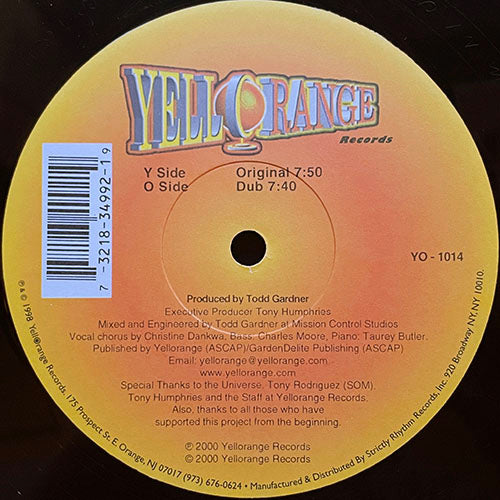 YELLORANGE
Records
Y Side Original 7:50
O Side Dub 7:40
7-3218-34992-19
YO - 1014
Produced by Todd Gardner
Executive Producer Tony Humphries
Mixed and Engineered by Todd Gardner at Mission Control Studios
Vocal chorus by Christine Dankwa, Bass: Charles Moore, Piano: Taurey Butler.
Published by Yellorange (ASCAP)/GardenDelite Publishing (ASCAP)
Email: yellorange@yellorange.com
www.yellorange.com
Special Thanks to the Universe, Tony Rodriguez (SOM),
Tony Humphries and the Staff at Yellorange Records.
Also, thanks to all those who have
supported this project from the beginning.
℗ 2000 Yellorange Records
© 2000 Yellorange Records
℗ & © 1998 Yellorange Records, 175 Prospect St. E. Orange, NJ 07017 (973) 676-0624 • Manufactured & Distributed By Strictly Rhythm Records, Inc. 920 Broadway NY, NY 10010.